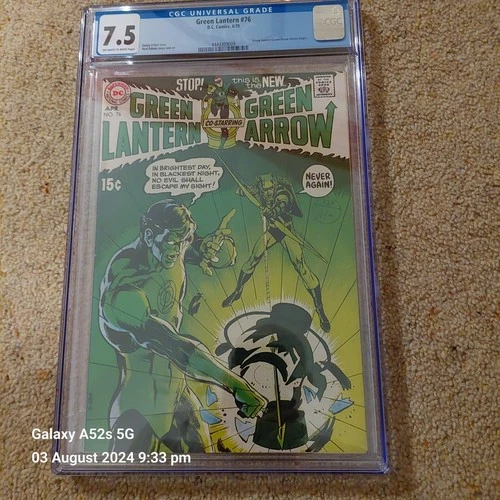 CGC UNIVERSAL GRADE
7.5
Green Lantern #76
D.C. Comics, 4/70
CGC
DC
APR
NO. 76
STOP! this is the NEW
GREEN LANTERN
CO-STARRING
GREEN ARROW
15¢
IN BRIGHTEST DAY,
IN BLACKEST NIGHT,
NO EVIL SHALL
ESCAPE MY SIGHT!
NEVER
AGAIN!
Galaxy A52s 5G
03 August 2024 9:33 pm